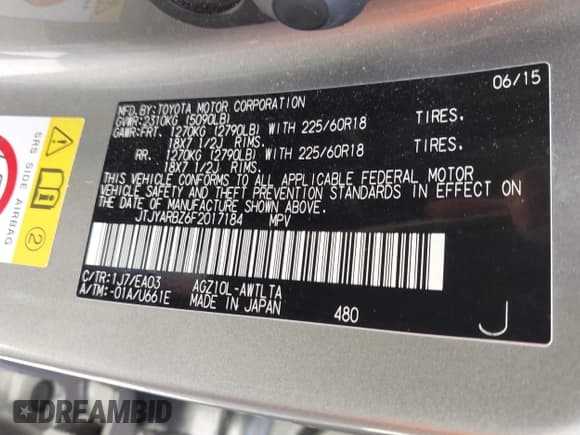 06/15
MFD.BY:TOYOTA MOTOR CORPORATION
GVWR:2310KG (5090LB)
GAWR:FRT. 1270KG (2790LB) WITH 225/60R18 TIRES.
18X7 1/2J RIMS.
RR. 1270KG (2790LB) WITH 225/60R18 TIRES.
18X7 1/2J RIMS.
THIS VEHICLE CONFORMS TO ALL APPLICABLE FEDERAL MOTOR
VEHICLE SAFETY AND THEFT PREVENTION STANDARDS IN EFFECT ON
THE DATE OF MANUFACTURE SHOWN ABOVE.
JTJYARBZ6F2017184 MPV
C/TR:1J7/EA03 AGZ10L-AWTLTA
A/TM:-01A/U661E MADE IN JAPAN 480 J
SRS SIDE AIRBAG
2
DREAMBID